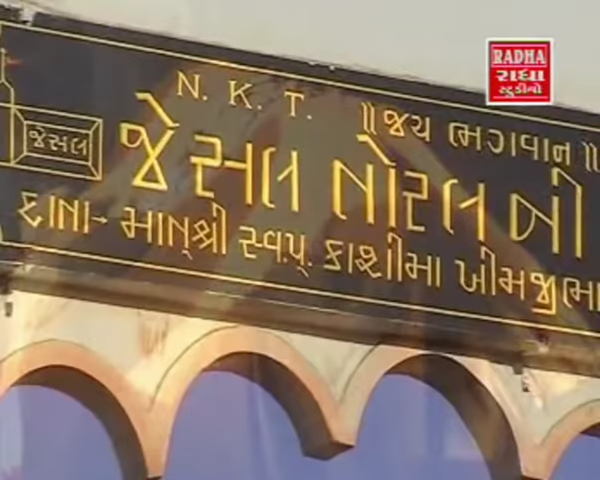 RADHA
રાધા
સ્ટુડીયો
N. K. T.
॥ જય ભગવાન ॥
જેસલ
જેસલ તોરલ ની
દાતા- માતુશ્રી સ્વ.પૂ. કાશીમા ખીમજીભા